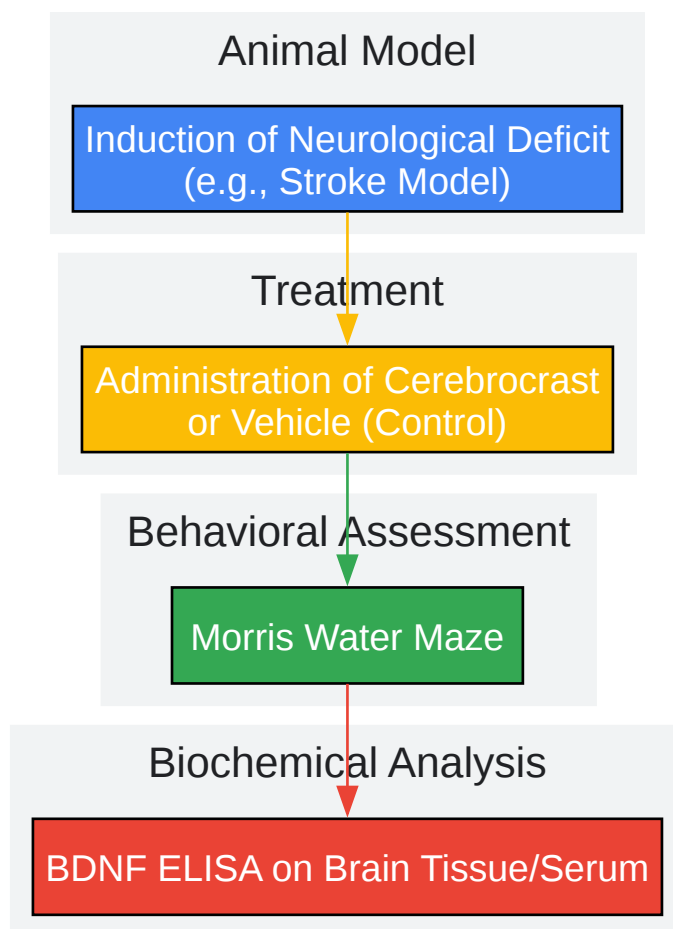 Animal Model
Induction of Neurological Deficit
(e.g., Stroke Model)
Treatment
Administration of Cerebrocrast
or Vehicle (Control)
Behavioral Assessment
Morris Water Maze
Biochemical Analysis
BDNF ELISA on Brain Tissue/Serum